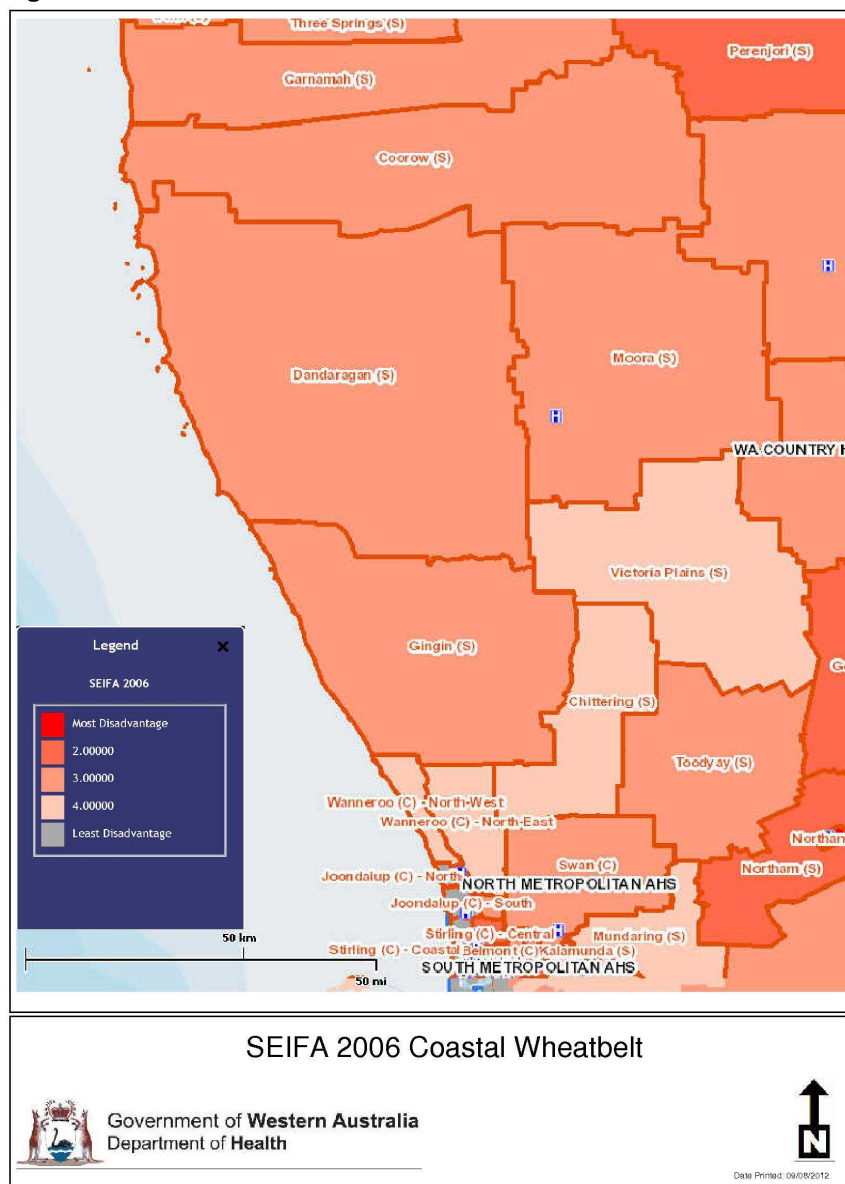 Three Springs (S)
Perenjori (S)
Carnamah (S)
Coorow (S)
Dandaragan (S)
Moora (S)
H
H
WA COUNTRY H
Victoria Plains (S)
Gingin (S)
Chittering (S)
Toodyay (S)
Legend
SEIFA 2006
Most Disadvantage
2.00000
3.00000
4.00000
Least Disadvantage
Wanneroo (C) - North-West
Wanneroo (C) - North-East
Northam
Swan (C)
Northam (S)
Joondalup (C) - North
NORTH METROPOLITAN AHS
Joondalup (C) - South
Stirling (C) - Central
Mundaring (S)
Stirling (C) - Coastal Belmont (C) Kalamunda (S)
SOUTH METROPOLITAN AHS
50 km
50 mi
SEIFA 2006 Coastal Wheatbelt
Government of Western Australia
Department of Health
N
Date Printed: 09/08/2012